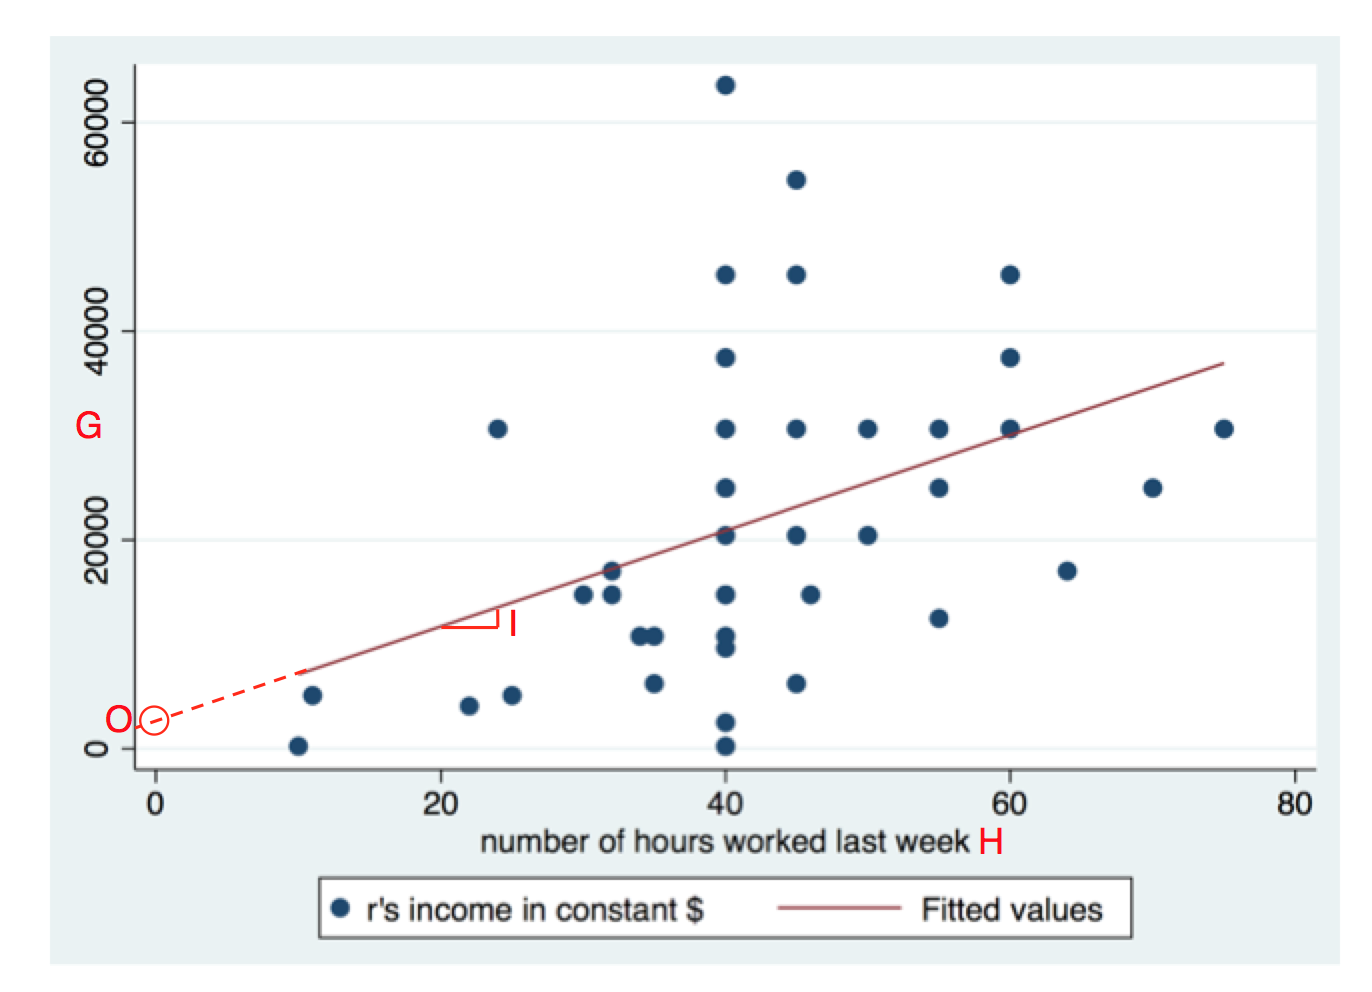 60000
40000
G
20000
I
O
0
0 20 40 60 80
number of hours worked last week H
r's income in constant $ Fitted values